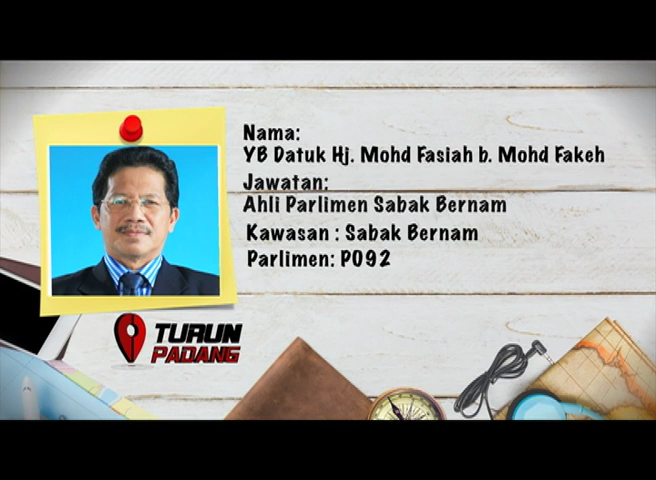 Nama:
YB Datuk Hj. Mohd Fasiah b. Mohd Fakeh
Jawatan:
Ahli Parlimen Sabak Bernam
Kawasan : Sabak Bernam
Parlimen: P092
TURUN
PADANG